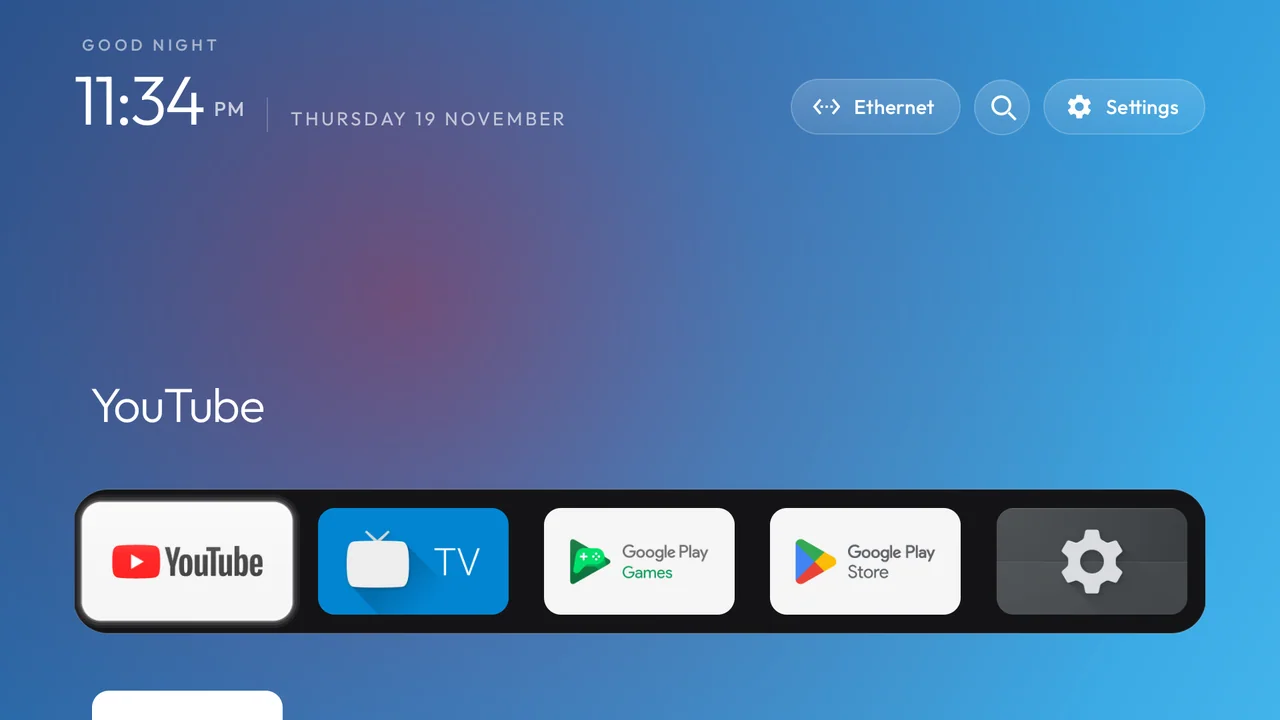 GOOD NIGHT
11:34 PM
THURSDAY 19 NOVEMBER
Ethernet
Settings
YouTube
YouTube
TV
Google Play
Games
Google Play
Store